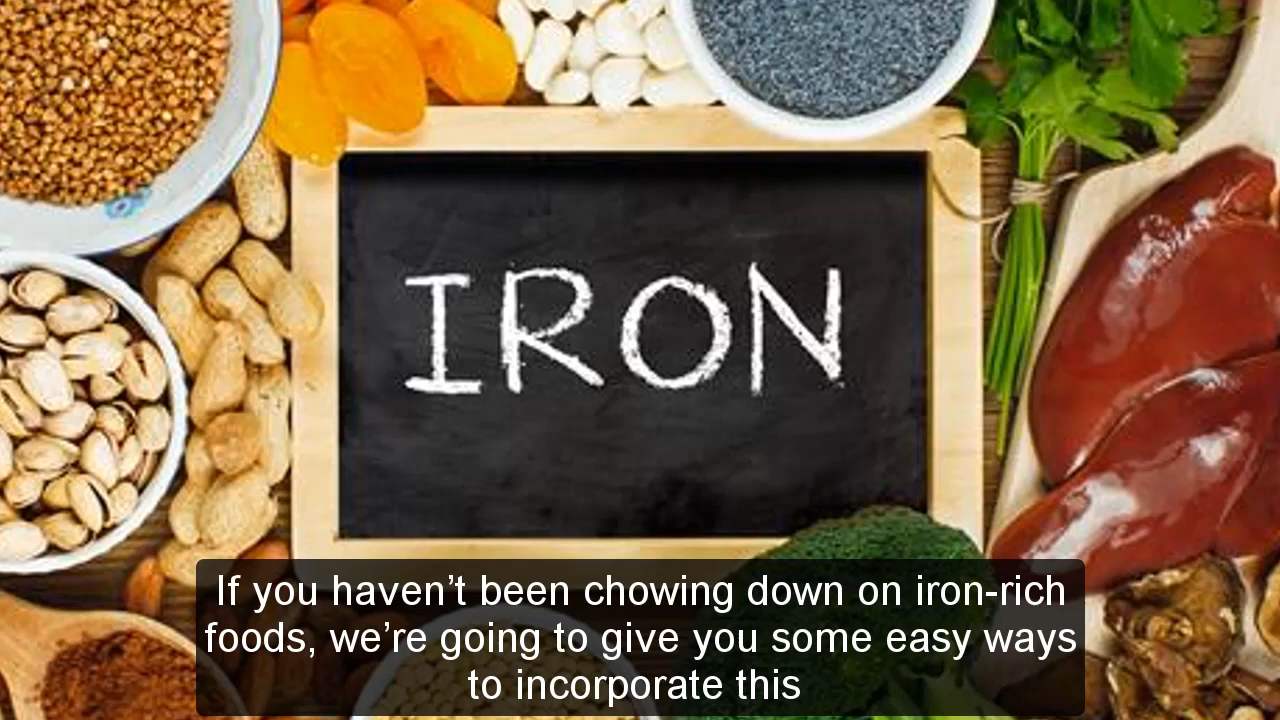 IRON
If you haven’t been chowing down on iron-rich
foods, we’re going to give you some easy ways
to incorporate this